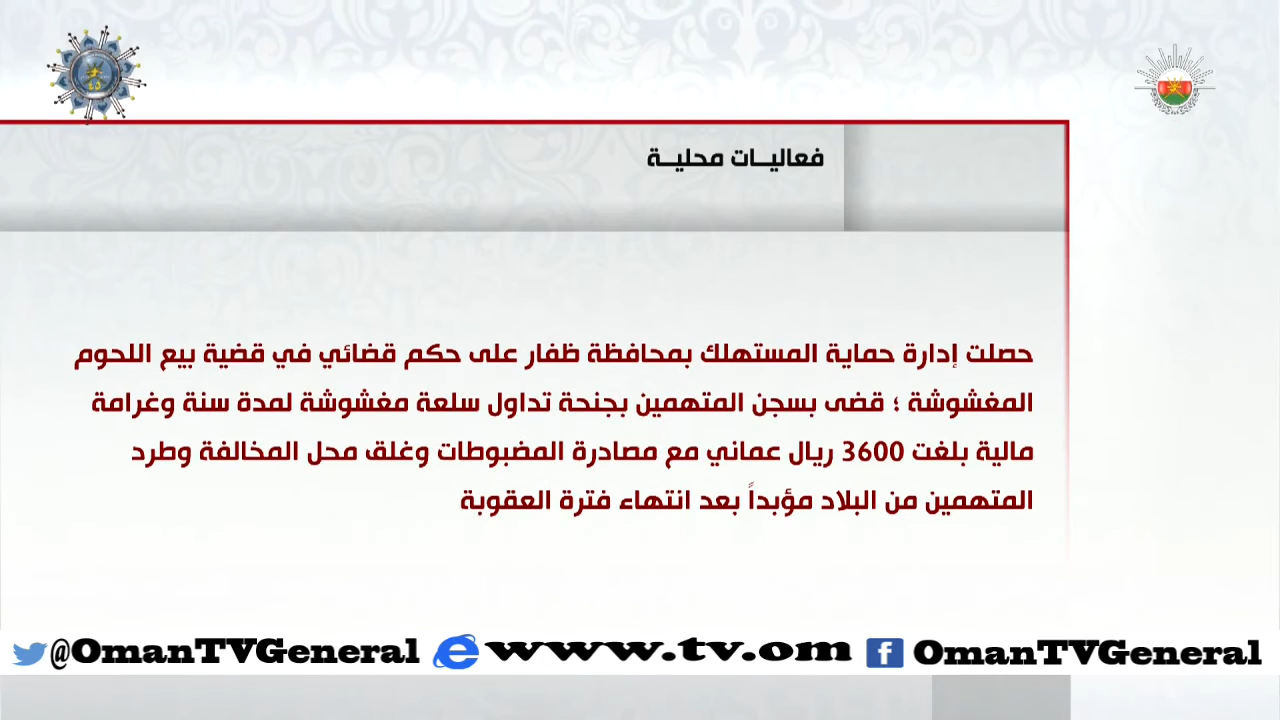 فعاليــات محليــة
حصلت إدارة حماية المستهلك بمحافظة ظفار على حكم قضائي في قضية بيع اللحوم
المغشوشة ؛ قضى بسجن المتهمين بجنحة تداول سلعة مغشوشة لمدة سنة وغرامة
مالية بلغت 3600 ريال عماني مع مصادرة المضبوطات وغلق محل المخالفة وطرد
المتهمين من البلاد مؤبداً بعد انتهاء فترة العقوبة
@OmanTVGeneral www.tv.om OmanTVGeneral